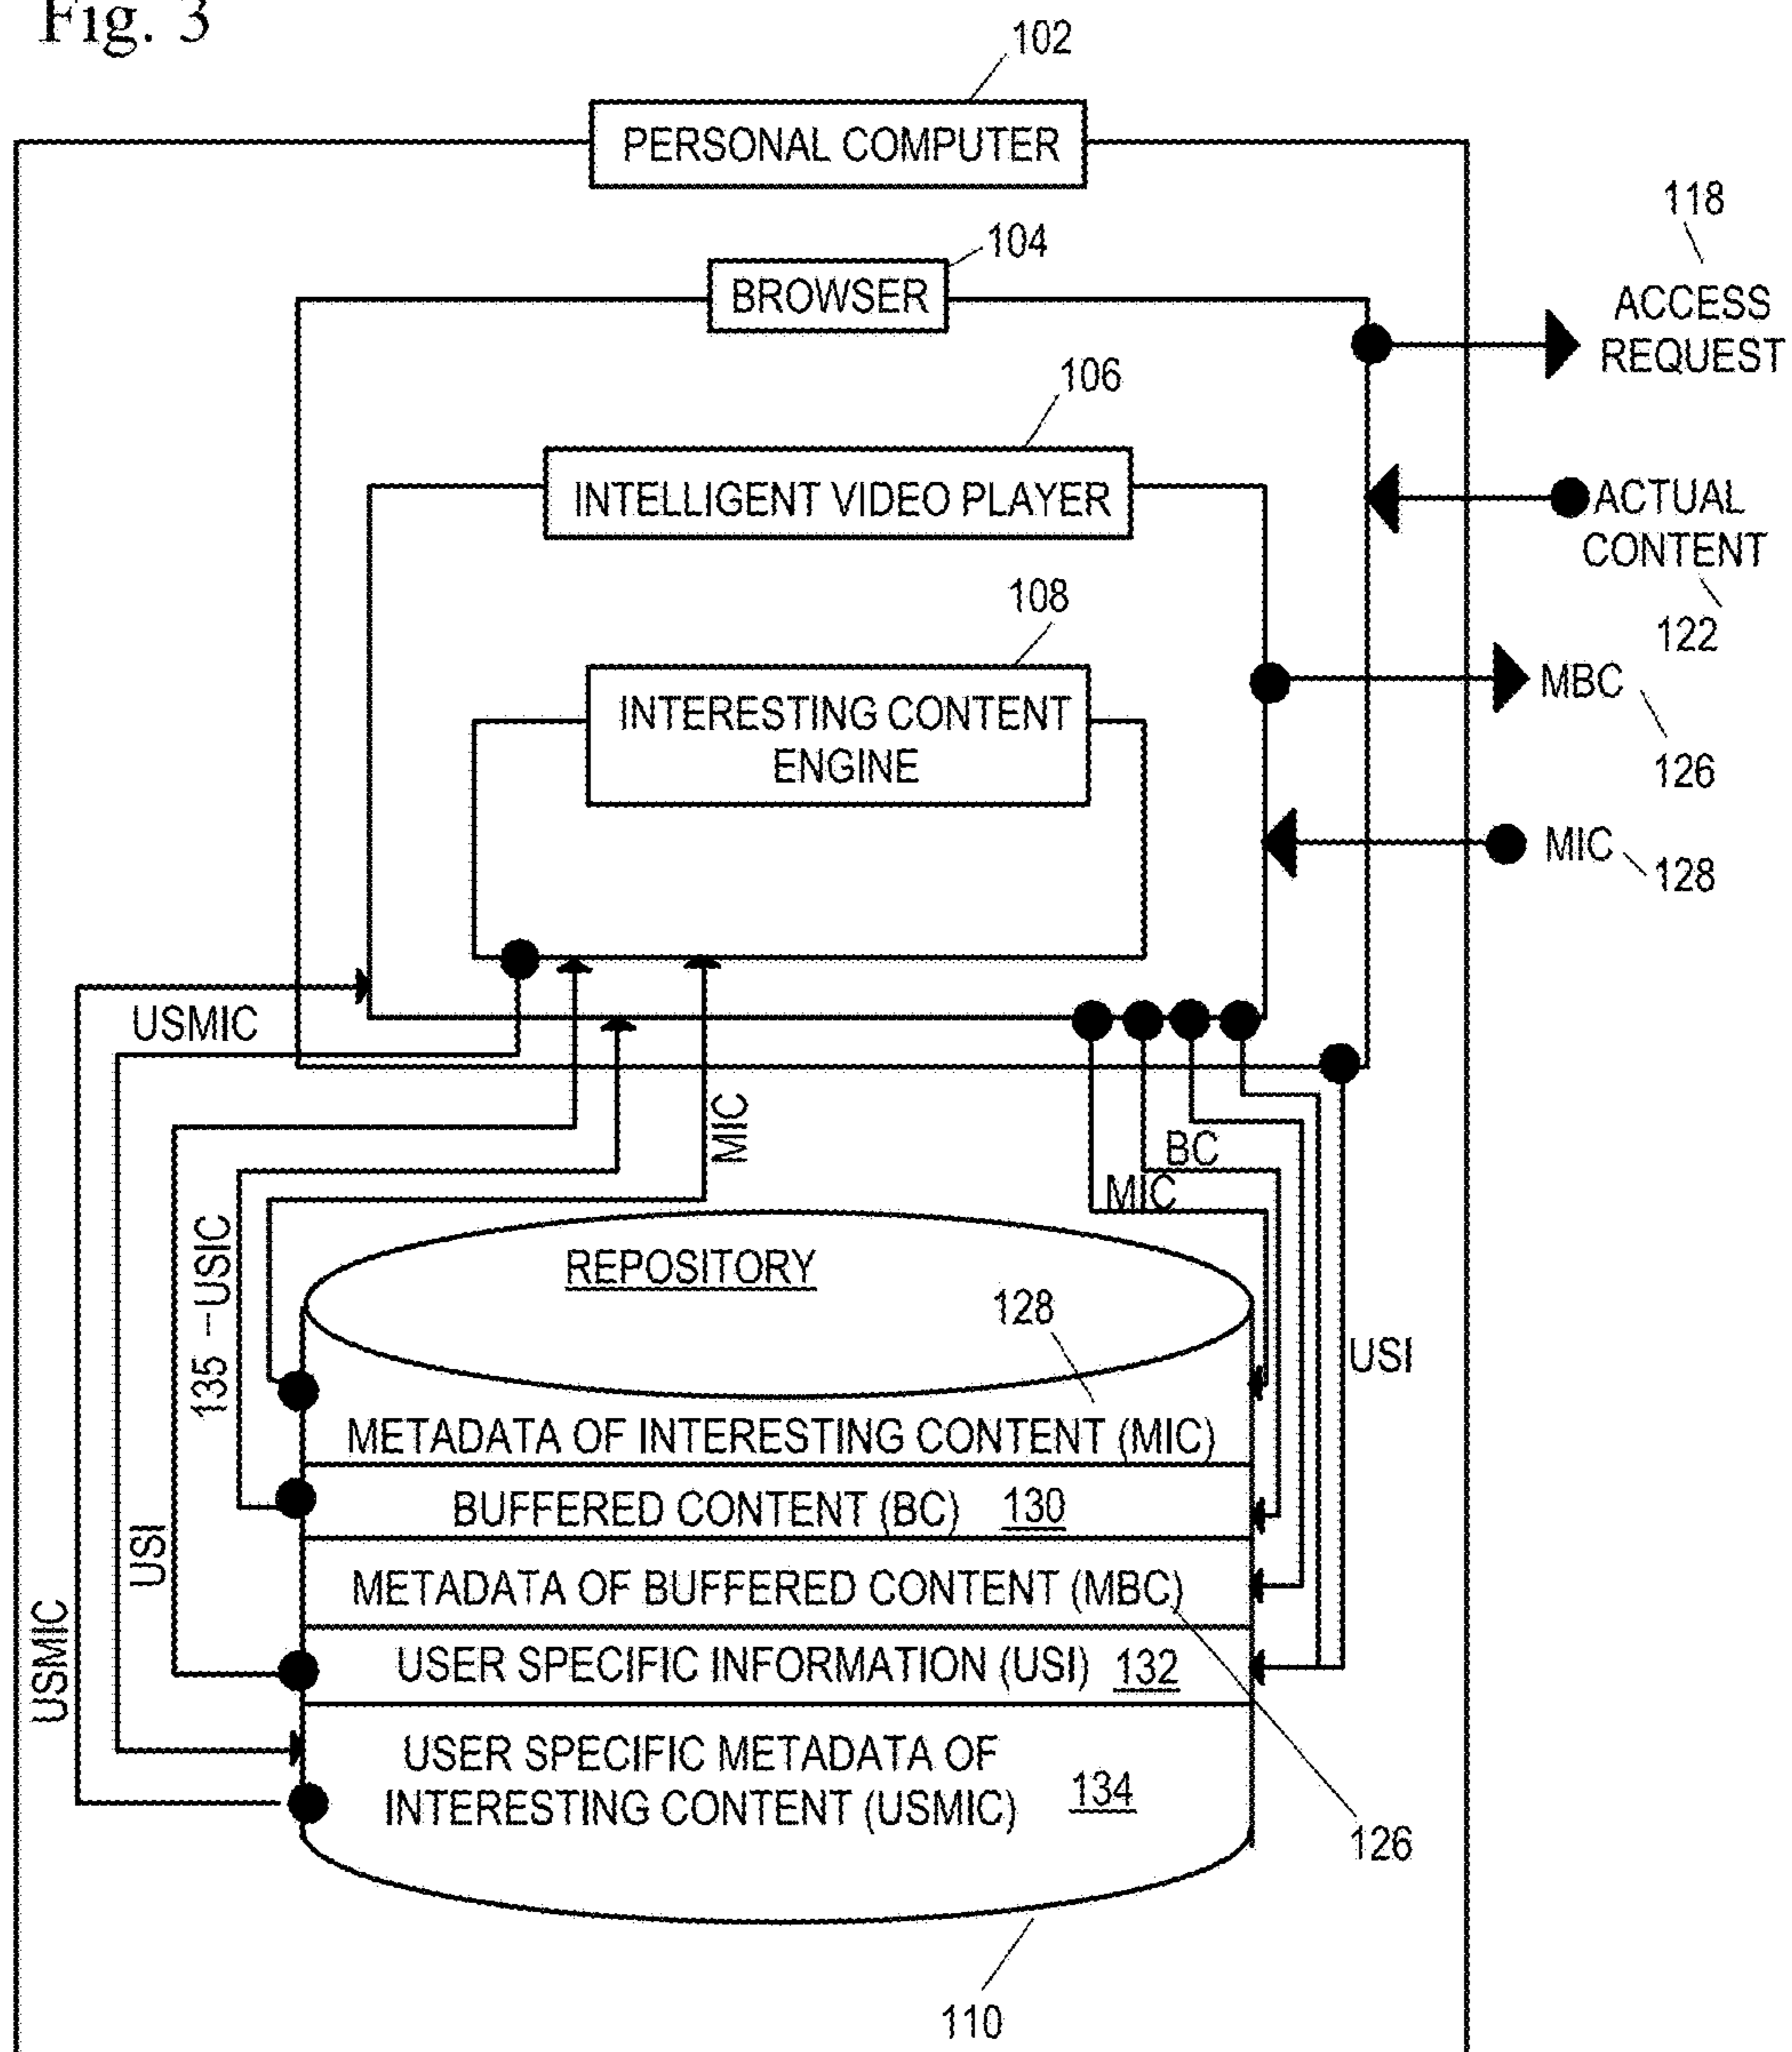 Fig. 3
102
PERSONAL COMPUTER
118
104
BROWSER
ACCESS
REQUEST
106
INTELLIGENT VIDEO PLAYER
ACTUAL
CONTENT
122
108
INTERESTING CONTENT
ENGINE
MBC
126
MIC
128
USMIC
MIC
BC
MIC
135 – USIC
REPOSITORY
128
USI
METADATA OF INTERESTING CONTENT (MIC)
BUFFERED CONTENT (BC) 130
USI
METADATA OF BUFFERED CONTENT (MBC)
USMIC
USER SPECIFIC INFORMATION (USI) 132
USER SPECIFIC METADATA OF
INTERESTING CONTENT (USMIC) 134
126
110